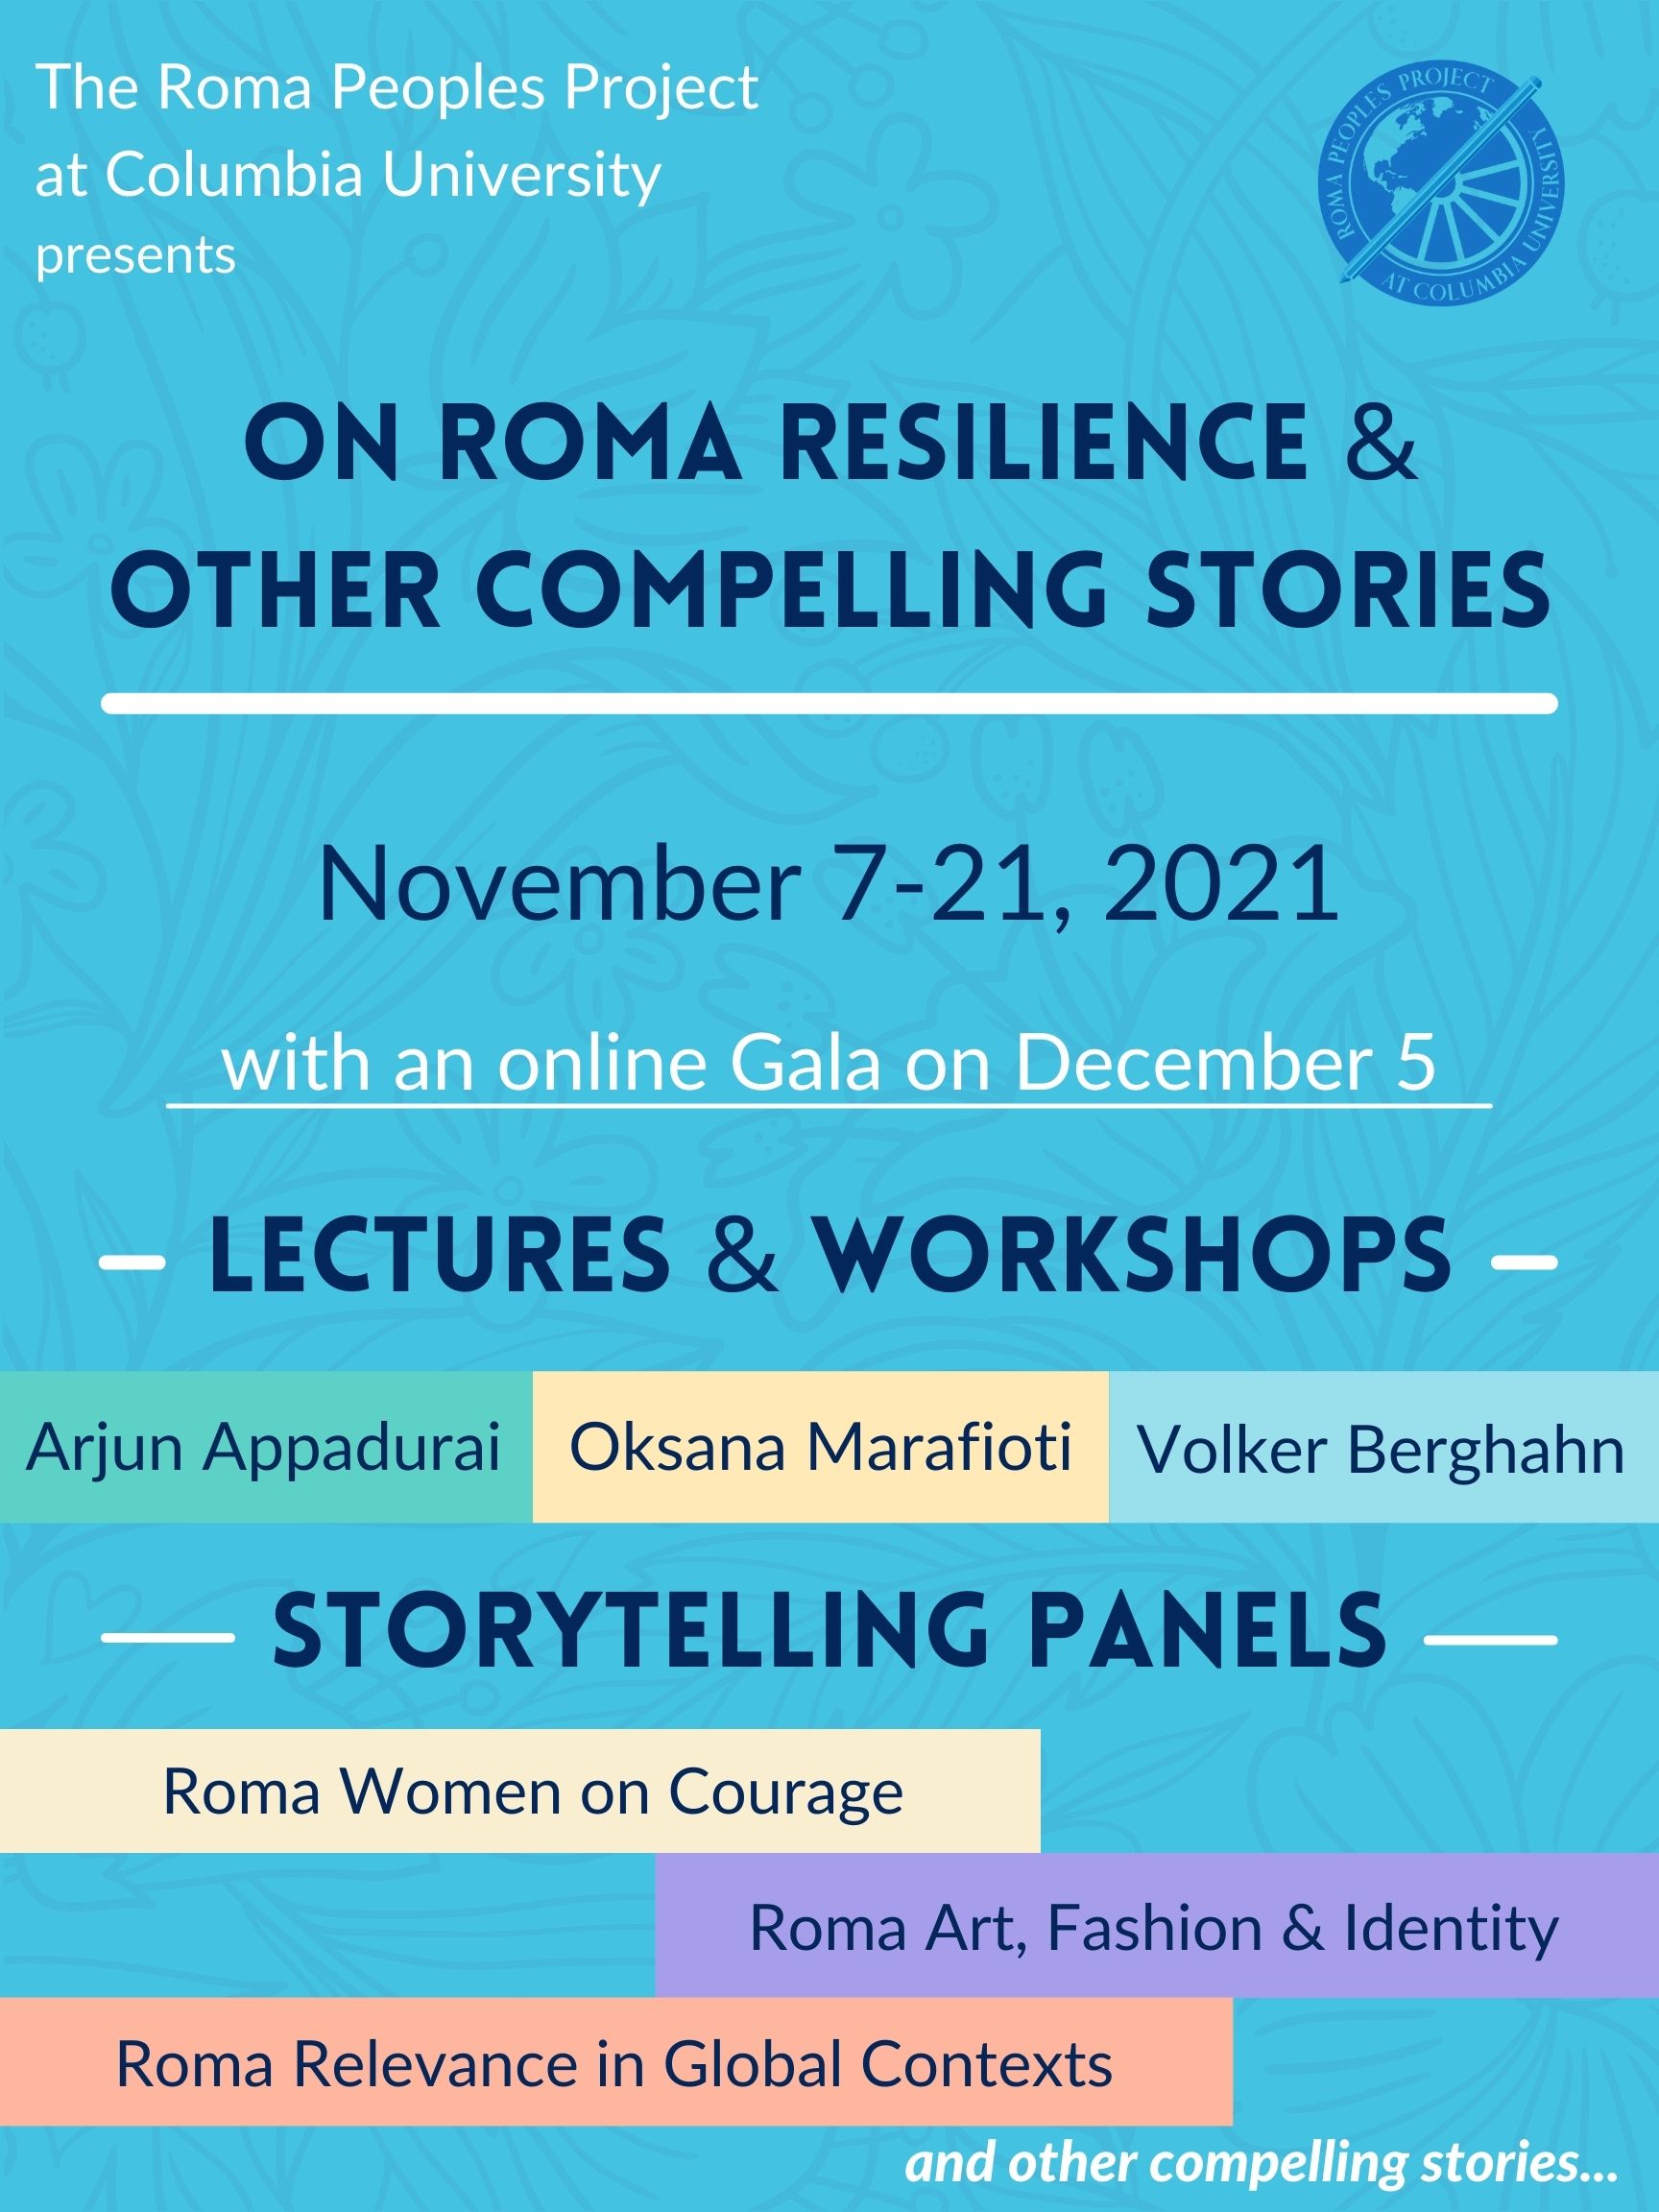 The Roma Peoples Project
at Columbia University
presents
ROMA PEOPLES PROJECT
AT COLUMBIA UNIVERSITY
ON ROMA RESILIENCE &
OTHER COMPELLING STORIES
November 7-21, 2021
with an online Gala on December 5
LECTURES & WORKSHOPS
Arjun Appadurai
Oksana Marafioti
Volker Berghahn
STORYTELLING PANELS
Roma Women on Courage
Roma Art, Fashion & Identity
Roma Relevance in Global Contexts
and other compelling stories...